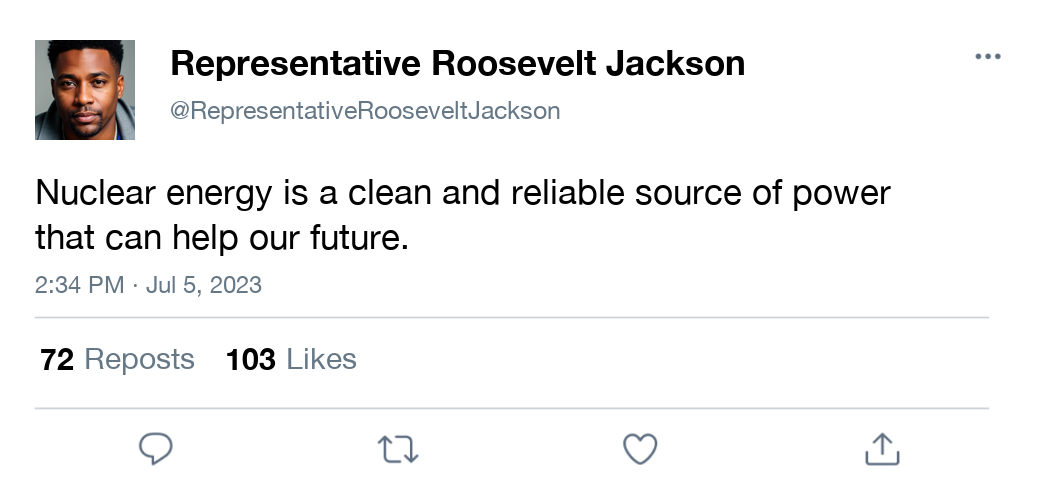 Representative Roosevelt Jackson
@RepresentativeRooseveltJackson
Nuclear energy is a clean and reliable source of power
that can help our future.
2:34 PM · Jul 5, 2023
72 Reposts 103 Likes